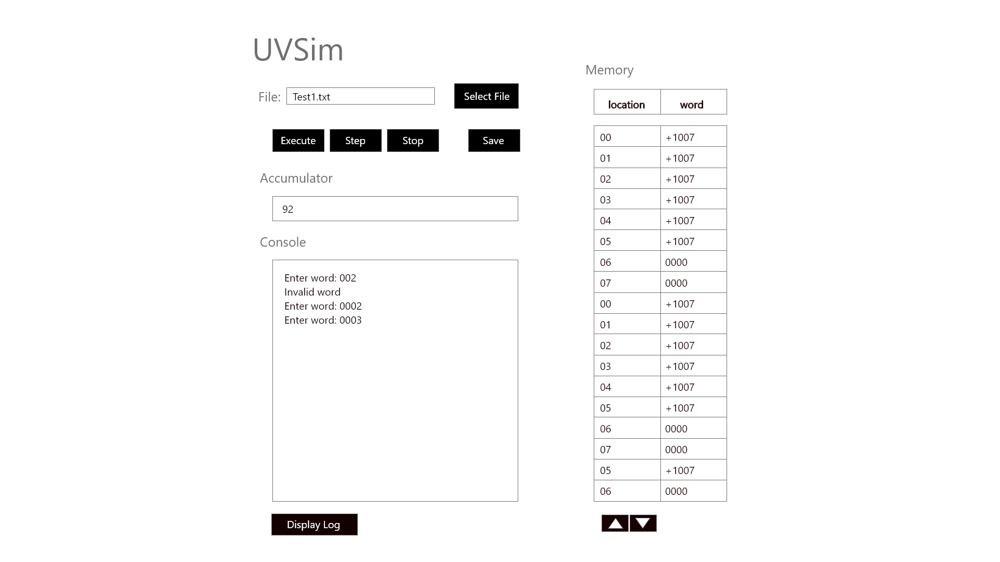 UVSim
File: Test1.txt Select File
Execute Step Stop Save
Accumulator
92
Console
Enter word: 002
Invalid word
Enter word: 0002
Enter word: 0003
Display Log
Memory
location word
00 +1007
01 +1007
02 +1007
03 +1007
04 +1007
05 +1007
06 0000
07 0000
00 +1007
01 +1007
02 +1007
03 +1007
04 +1007
05 +1007
06 0000
07 0000
05 +1007
06 0000